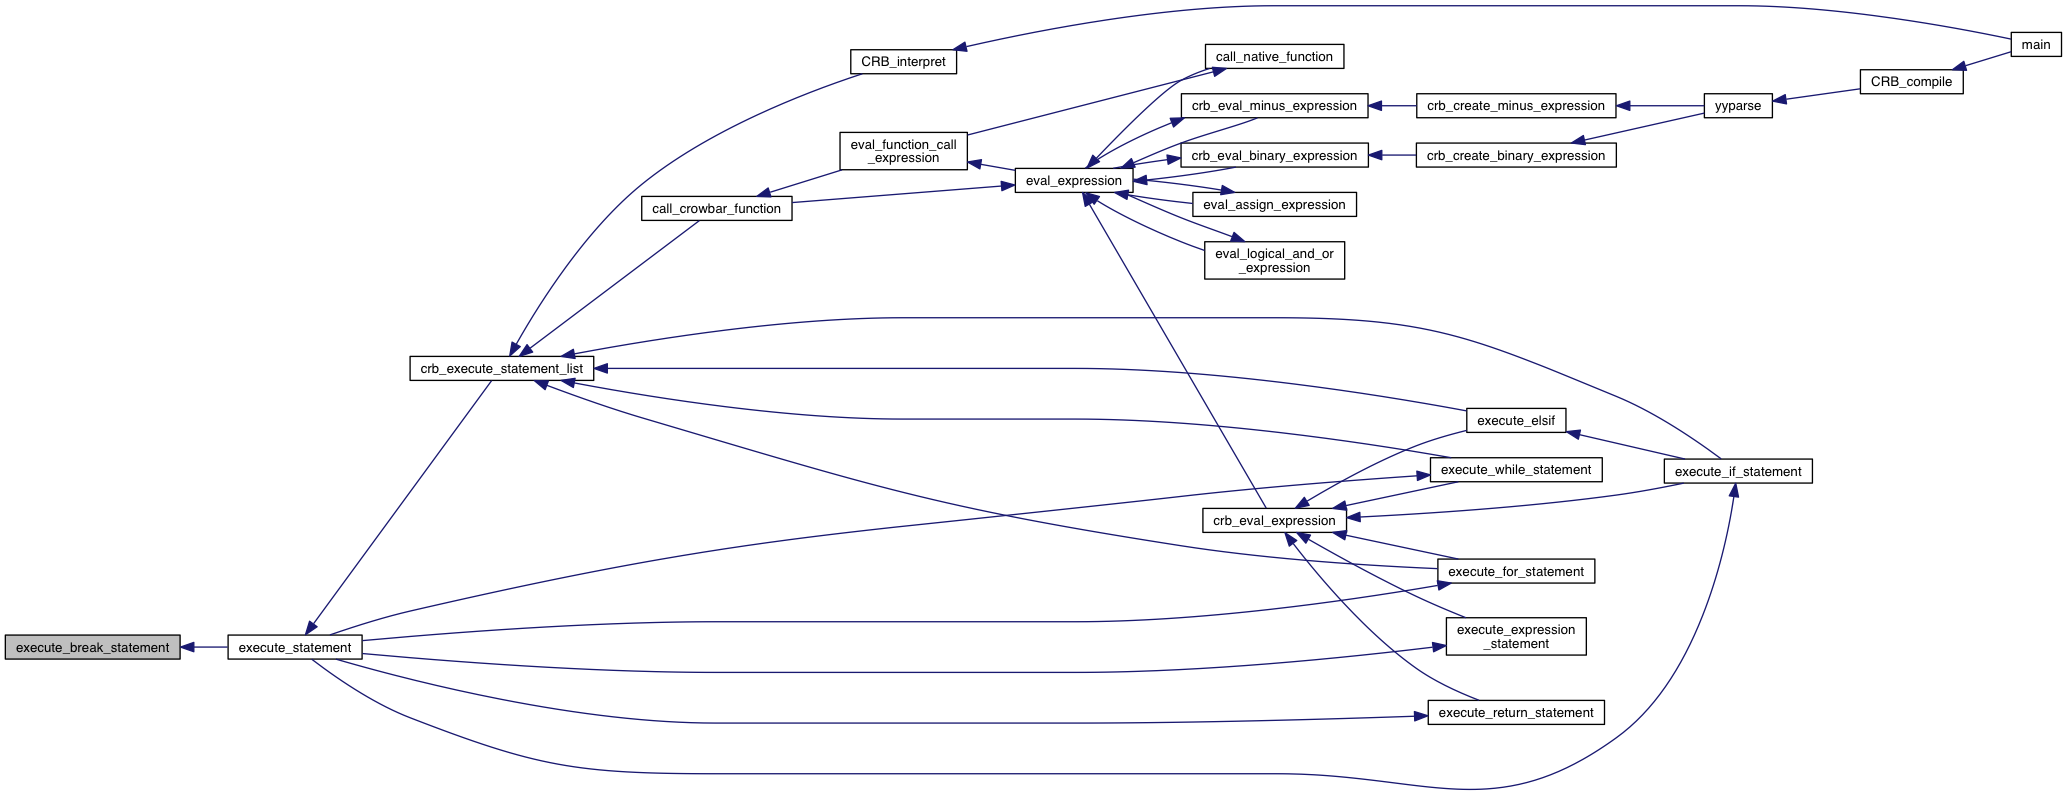 main
CRB_interpret
call_native_function
CRB_compile
crb_eval_minus_expression
crb_create_minus_expression
yyparse
eval_function_call
_expression
crb_eval_binary_expression
crb_create_binary_expression
eval_expression
call_crowbar_function
eval_assign_expression
eval_logical_and_or
_expression
crb_execute_statement_list
execute_elsif
execute_while_statement
execute_if_statement
crb_eval_expression
execute_for_statement
execute_expression
_statement
execute_break_statement
execute_statement
execute_return_statement